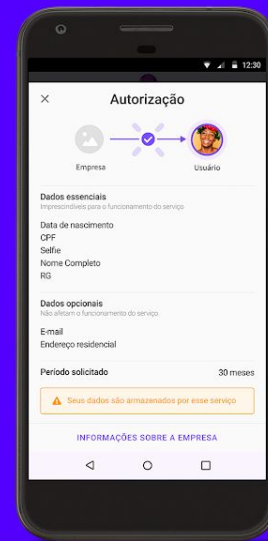 12:30
Autorização
Empresa
Usuário
Dados essenciais
Imprescindíveis para o funcionamento do serviço
Data de nascimento
CPF
Selfie
Nome Completo
RG
Dados opcionais
Não afetam o funcionamento do serviço
E-mail
Endereço residencial
Período solicitado 30 meses
Seus dados são armazenados por esse serviço
INFORMAÇÕES SOBRE A EMPRESA